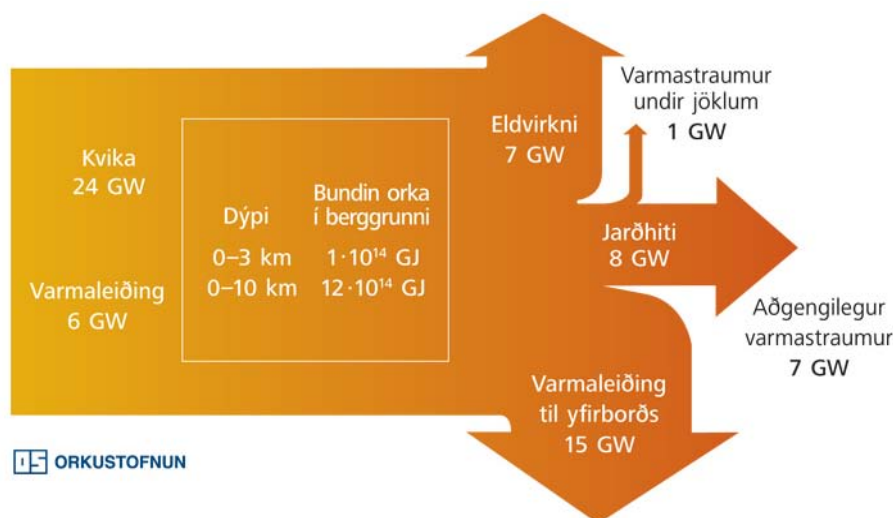 Kvika
24 GW
Varmaleiðing
6 GW
Dýpi
Bundin orka
í berggrunni
0–3 km 1·10¹⁴ GJ
0–10 km 12·10¹⁴ GJ
Eldvirkni
7 GW
Varmastraumur
undir jöklum
1 GW
Jarðhiti
8 GW
Aðgengilegur
varmastraumur
7 GW
Varmaleiðing
til yfirborðs
15 GW
OS ORKUSTOFNUN